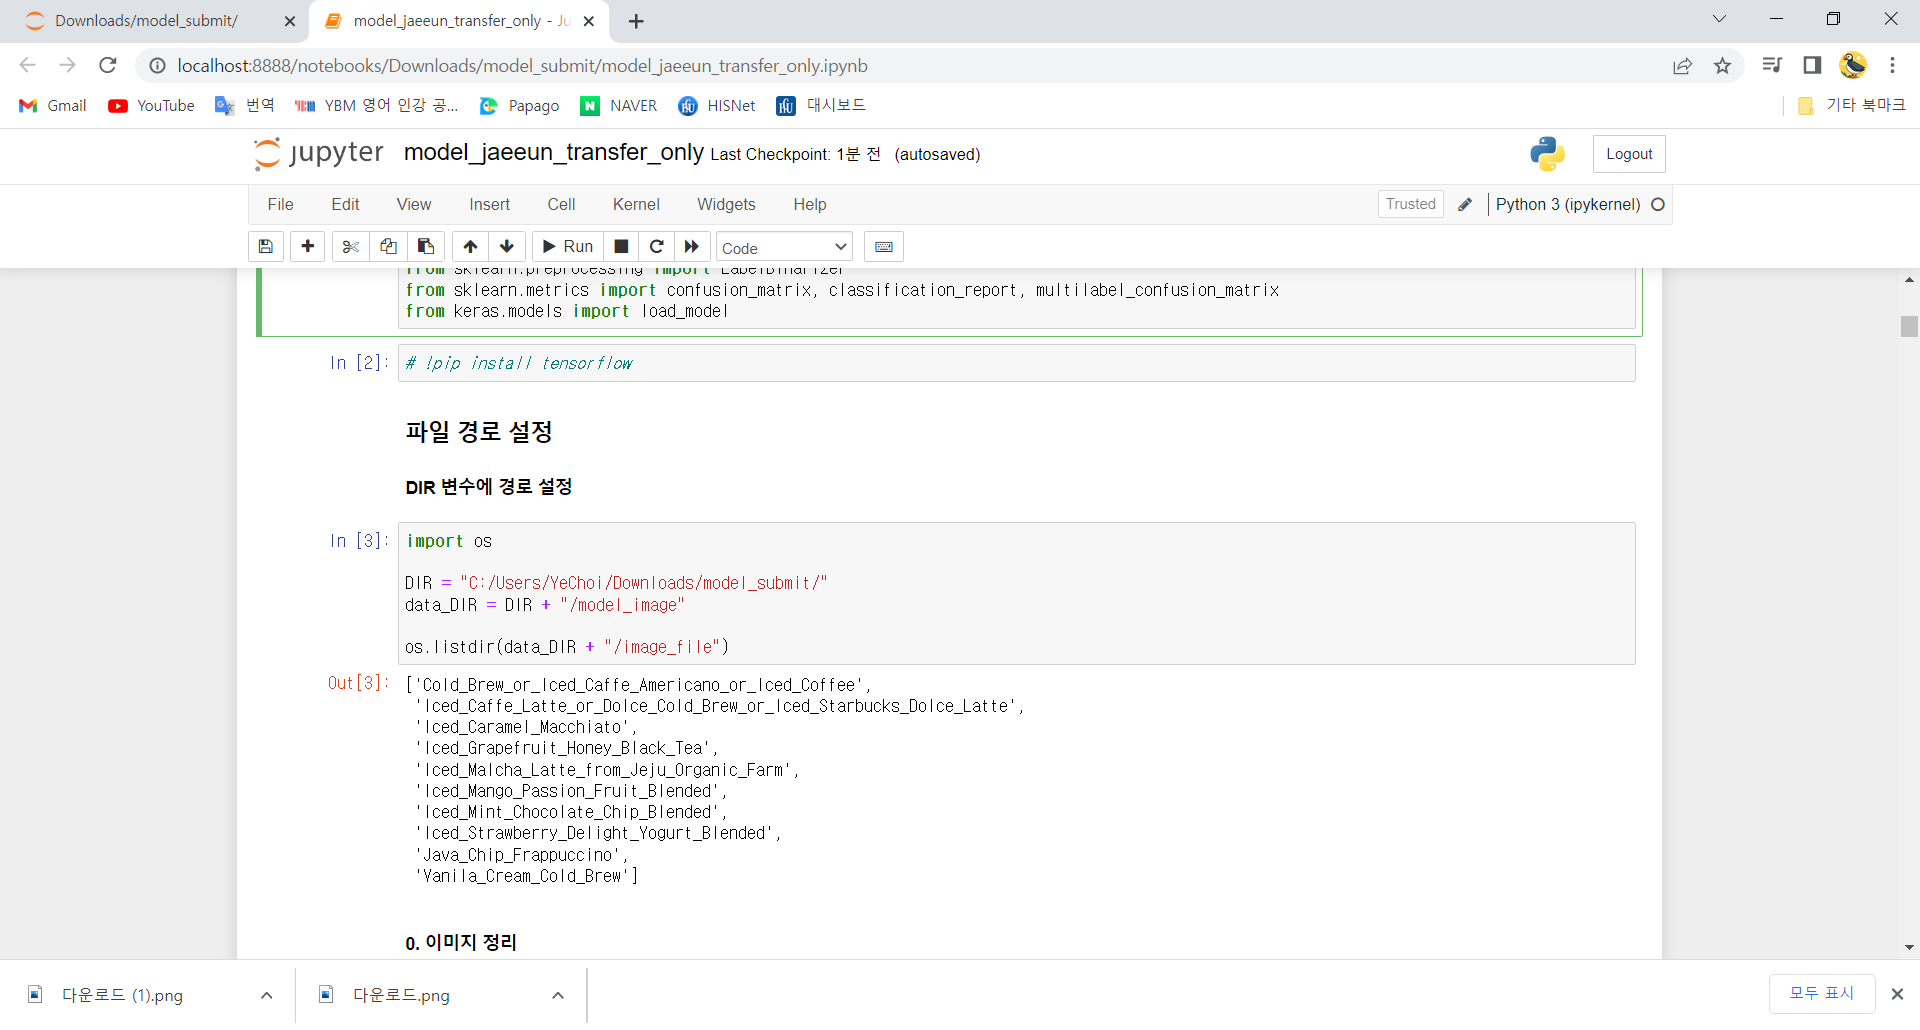 Downloads/model_submit/
model_jaeeun_transfer_only - Ju
localhost:8888/notebooks/Downloads/model_submit/model_jaeeun_transfer_only.ipynb
Gmail YouTube 번역 YBM 영어 인강 공... Papago NAVER HISNet 대시보드 기타 북마크
jupyter model_jaeeun_transfer_only Last Checkpoint: 1분 전 (autosaved) Logout
File Edit View Insert Cell Kernel Widgets Help Trusted Python 3 (ipykernel)
Run Code
from sklearn.preprocessing import LabelBinarizer
from sklearn.metrics import confusion_matrix, classification_report, multilabel_confusion_matrix
from keras.models import load_model
In [2]: # !pip install tensorflow
파일 경로 설정
DIR 변수에 경로 설정
In [3]: import os
DIR = "C:/Users/YeChoi/Downloads/model_submit/"
data_DIR = DIR + "/model_image"
os.listdir(data_DIR + "/image_file")
Out[3]: ['Cold_Brew_or_Iced_Caffe_Americano_or_Iced_Coffee',
'Iced_Caffe_Latte_or_Dolce_Cold_Brew_or_Iced_Starbucks_Dolce_Latte',
'Iced_Caramel_Macchiato',
'Iced_Grapefruit_Honey_Black_Tea',
'Iced_Malcha_Latte_from_Jeju_Organic_Farm',
'Iced_Mango_Passion_Fruit_Blended',
'Iced_Mint_Chocolate_Chip_Blended',
'Iced_Strawberry_Delight_Yogurt_Blended',
'Java_Chip_Frappuccino',
'Vanila_Cream_Cold_Brew']
0. 이미지 정리
다운로드 (1).png 다운로드.png 모두 표시